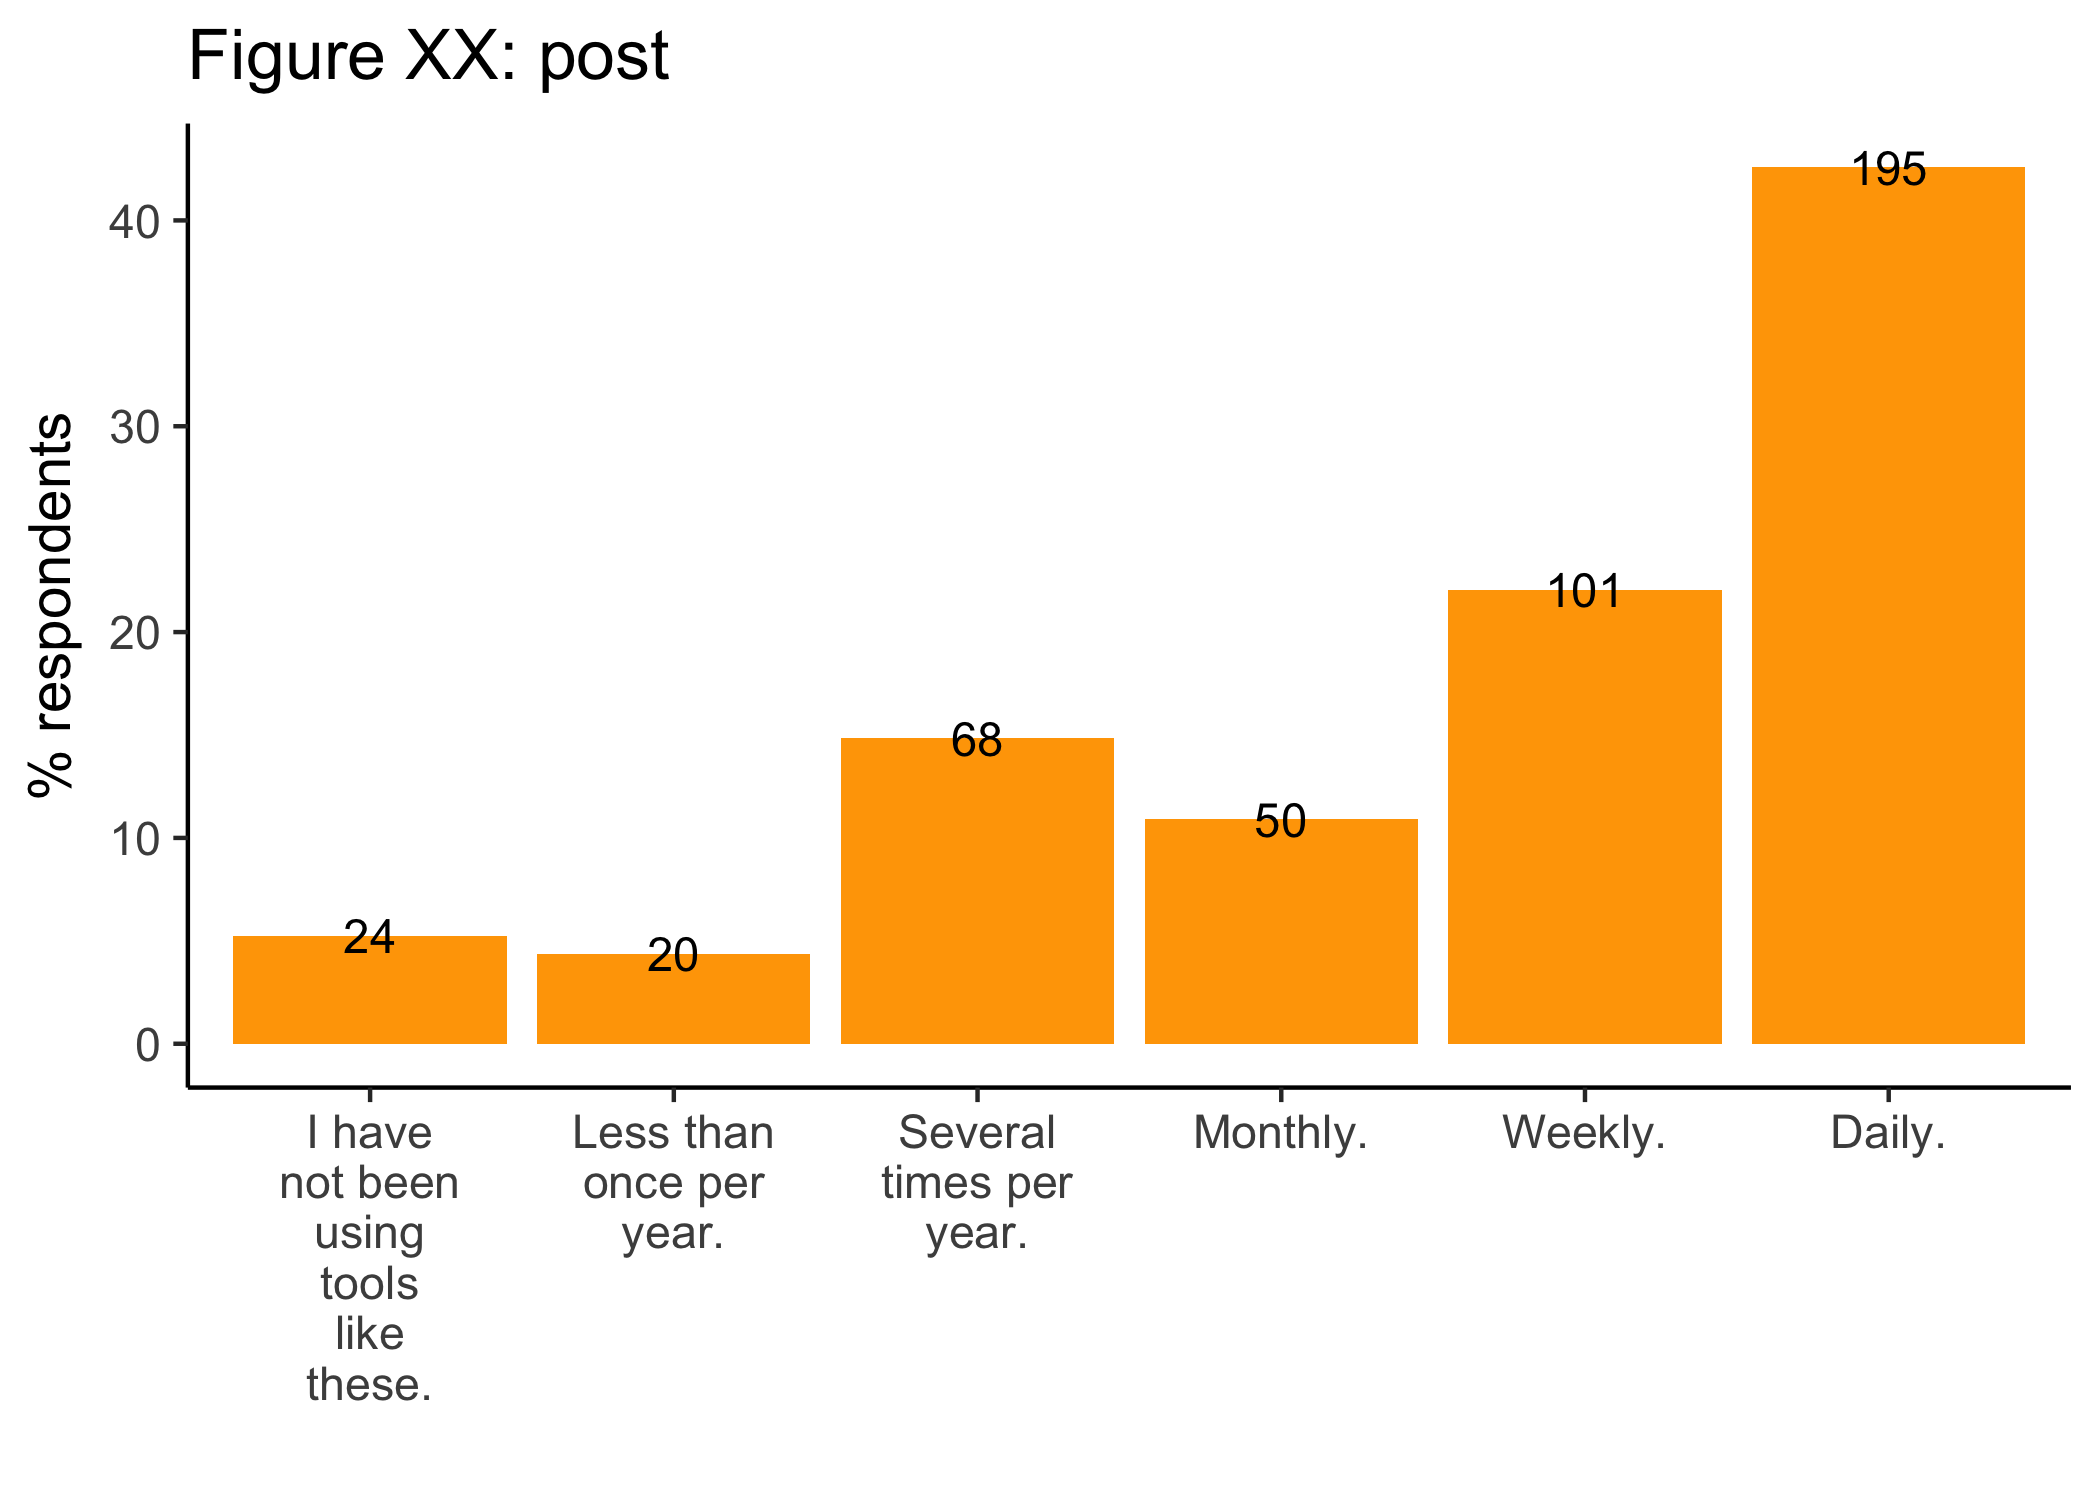 Figure XX: post
% respondents
40
30
20
10
0
24
20
68
50
101
195
I have
not been
using
tools
like
these.
Less than
once per
year.
Several
times per
year.
Monthly.
Weekly.
Daily.